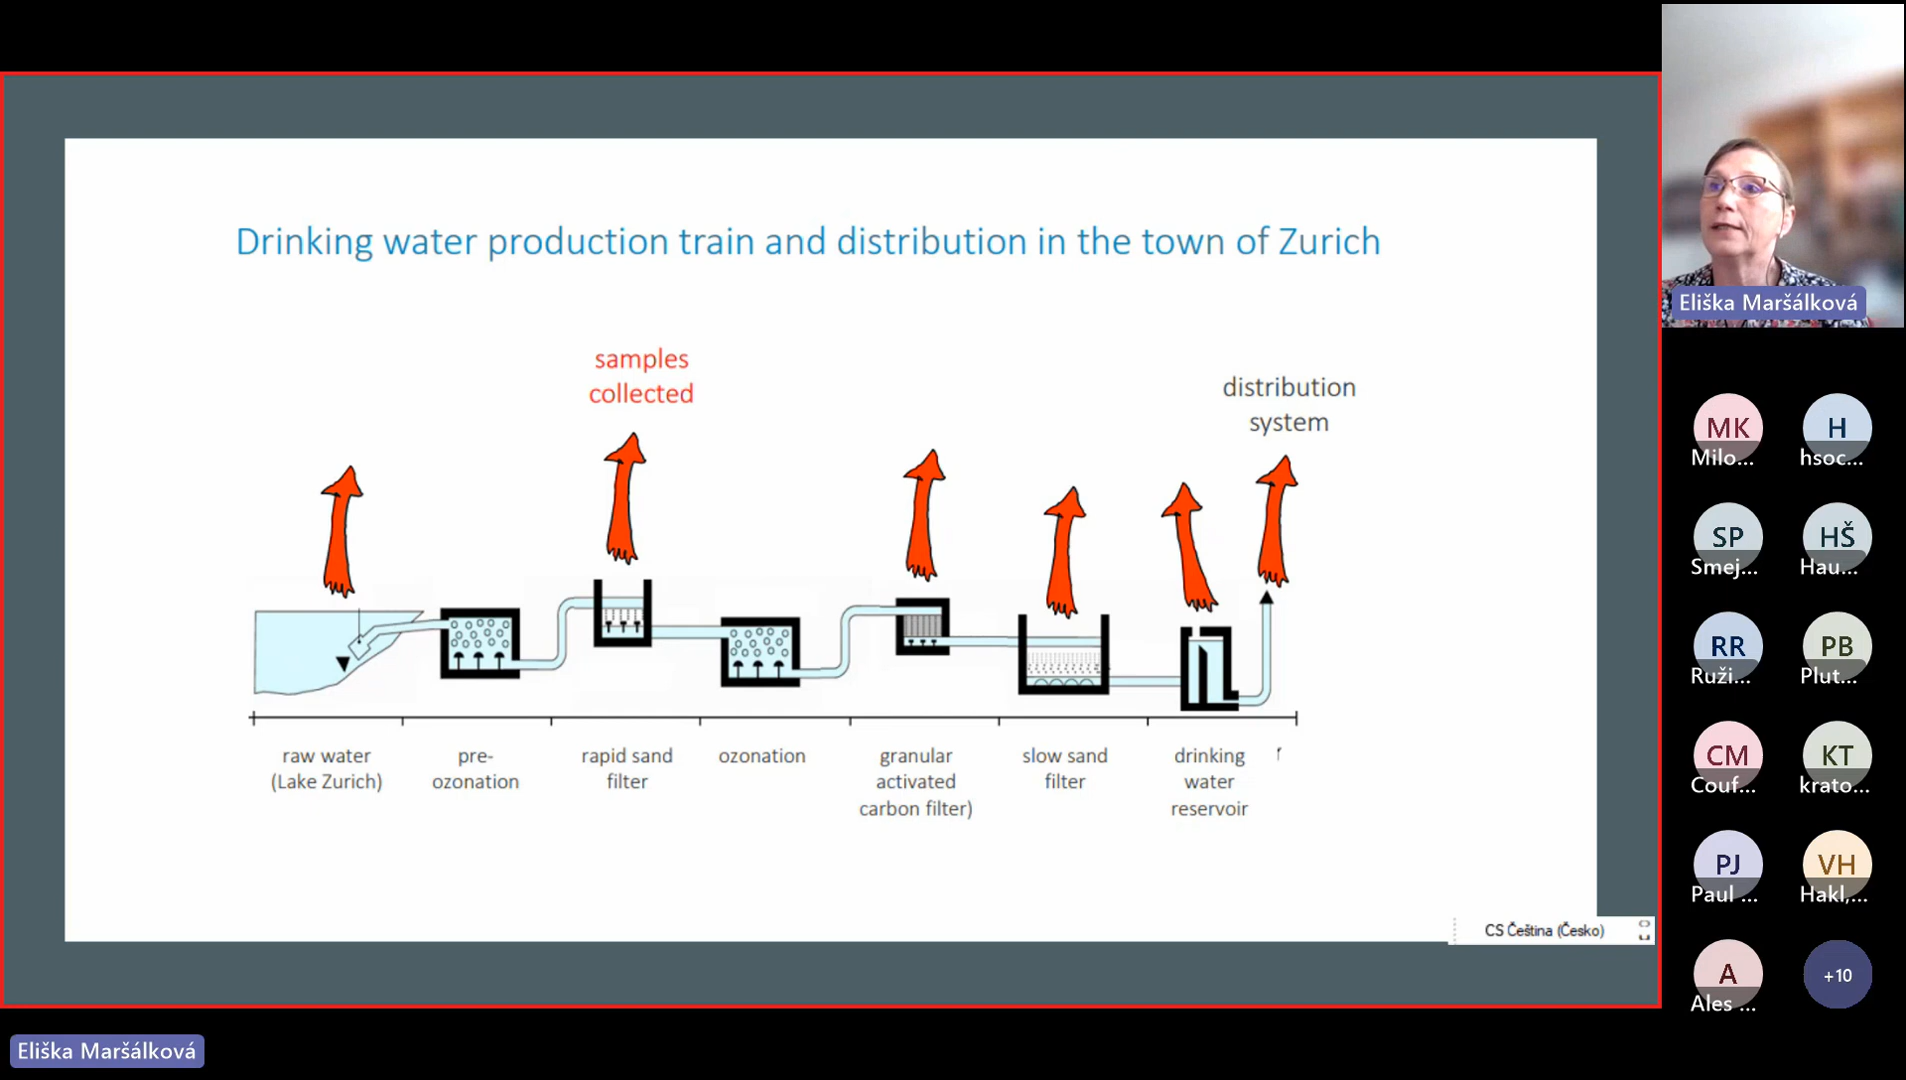 Drinking water production train and distribution in the town of Zurich
samples
collected
distribution
system
raw water
(Lake Zurich)
pre-
ozonation
rapid sand
filter
ozonation
granular
activated
carbon filter)
slow sand
filter
drinking
water
reservoir
CS Čeština (Česko)
Eliška Maršálková
MK
Milo...
H
hsoc...
SP
Smej...
HŠ
Hau...
RR
Ruži...
PB
Plut...
CM
Couf...
KT
krato...
PJ
Paul ...
VH
Hakl,...
A
Ales ...
+10
Eliška Maršálková